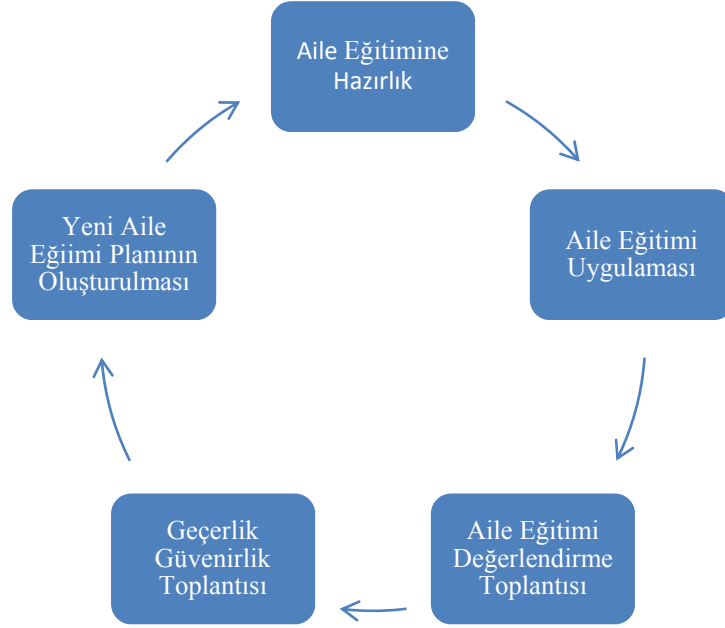 Aile Eğitimine
Hazırlık
Aile Eğitimi
Uygulaması
Aile Eğitimi
Değerlendirme
Toplantısı
Geçerlik
Güvenirlik
Toplantısı
Yeni Aile
Eğiimi Planının
Oluşturulması